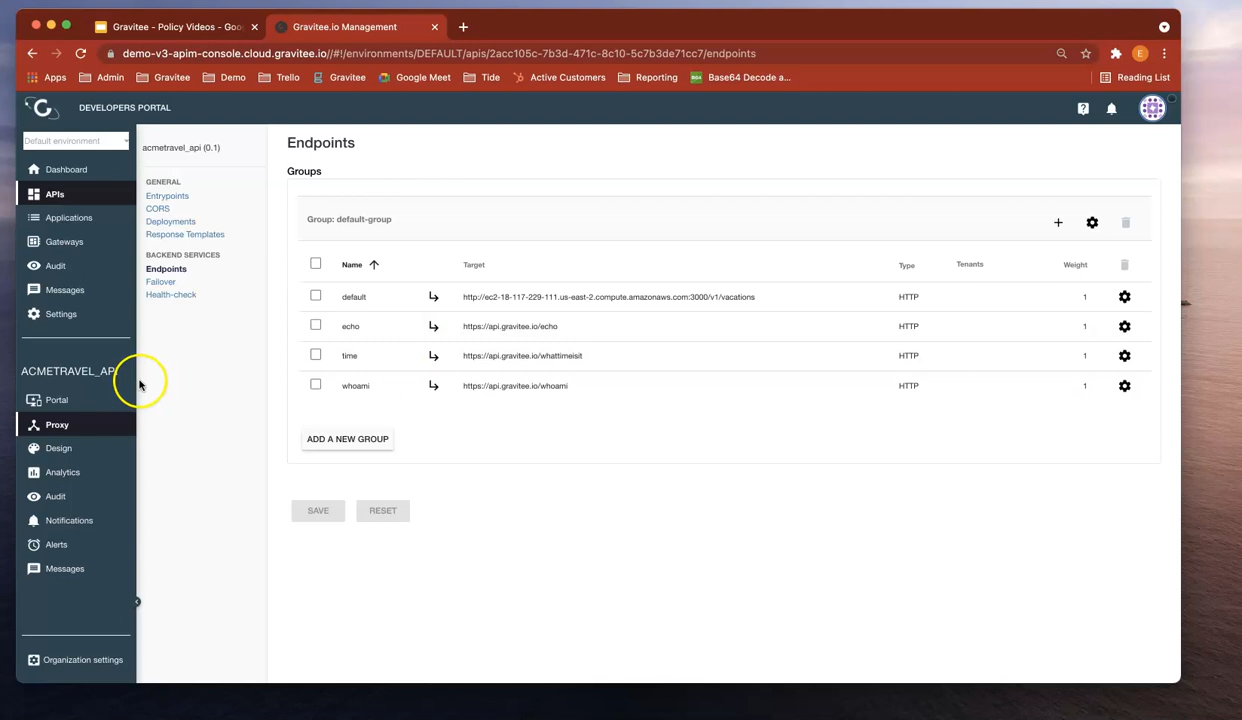 Gravitee - Policy Videos - Goo
Gravitee.io Management
demo-v3-apim-console.cloud.gravitee.io//#!/environments/DEFAULT/apis/2acc105c-7b3d-471c-8c10-5c7b3de71cc7/endpoints
E
Apps
Admin
Gravitee
Demo
Trello
Gravitee
Google Meet
Tide
Active Customers
Reporting
Base64 Decode a...
Reading List
DEVELOPERS PORTAL
Default environment
Dashboard
APIs
Applications
Gateways
Audit
Messages
Settings
ACMETRAVEL_API
Portal
Proxy
Design
Analytics
Audit
Notifications
Alerts
Messages
Organization settings
acmetravel_api (0.1)
GENERAL
Entrypoints
CORS
Deployments
Response Templates
BACKEND SERVICES
Endpoints
Failover
Health-check
Endpoints
Groups
Group: default-group
Name Target Type Tenants Weight
default http://ec2-18-117-229-111.us-east-2.compute.amazonaws.com:3000/v1/vacations HTTP 1
echo https://api.gravitee.io/echo HTTP 1
time https://api.gravitee.io/whattimeisit HTTP 1
whoami https://api.gravitee.io/whoami HTTP 1
ADD A NEW GROUP
SAVE RESET